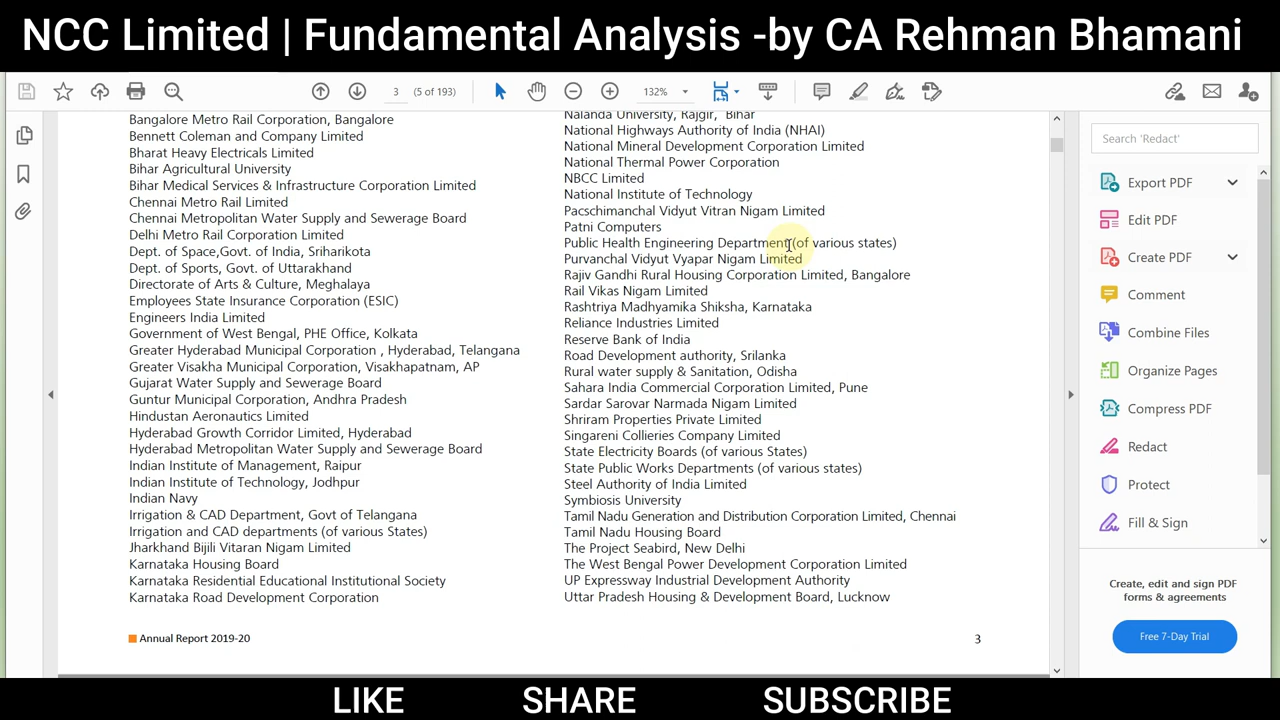 NCC Limited | Fundamental Analysis -by CA Rehman Bhamani
3 (5 of 193) 132%
Bangalore Metro Rail Corporation, Bangalore
Bennett Coleman and Company Limited
Bharat Heavy Electricals Limited
Bihar Agricultural University
Bihar Medical Services & Infrastructure Corporation Limited
Chennai Metro Rail Limited
Chennai Metropolitan Water Supply and Sewerage Board
Delhi Metro Rail Corporation Limited
Dept. of Space,Govt. of India, Sriharikota
Dept. of Sports, Govt. of Uttarakhand
Directorate of Arts & Culture, Meghalaya
Employees State Insurance Corporation (ESIC)
Engineers India Limited
Government of West Bengal, PHE Office, Kolkata
Greater Hyderabad Municipal Corporation , Hyderabad, Telangana
Greater Visakha Municipal Corporation, Visakhapatnam, AP
Gujarat Water Supply and Sewerage Board
Guntur Municipal Corporation, Andhra Pradesh
Hindustan Aeronautics Limited
Hyderabad Growth Corridor Limited, Hyderabad
Hyderabad Metropolitan Water Supply and Sewerage Board
Indian Institute of Management, Raipur
Indian Institute of Technology, Jodhpur
Indian Navy
Irrigation & CAD Department, Govt of Telangana
Irrigation and CAD departments (of various States)
Jharkhand Bijili Vitaran Nigam Limited
Karnataka Housing Board
Karnataka Residential Educational Institutional Society
Karnataka Road Development Corporation
Nalanda University, Rajgir, Bihar
National Highways Authority of India (NHAI)
National Mineral Development Corporation Limited
National Thermal Power Corporation
NBCC Limited
National Institute of Technology
Pacschimanchal Vidyut Vitran Nigam Limited
Patni Computers
Public Health Engineering Department (of various states)
Purvanchal Vidyut Vyapar Nigam Limited
Rajiv Gandhi Rural Housing Corporation Limited, Bangalore
Rail Vikas Nigam Limited
Rashtriya Madhyamika Shiksha, Karnataka
Reliance Industries Limited
Reserve Bank of India
Road Development authority, Srilanka
Rural water supply & Sanitation, Odisha
Sahara India Commercial Corporation Limited, Pune
Sardar Sarovar Narmada Nigam Limited
Shriram Properties Private Limited
Singareni Collieries Company Limited
State Electricity Boards (of various States)
State Public Works Departments (of various states)
Steel Authority of India Limited
Symbiosis University
Tamil Nadu Generation and Distribution Corporation Limited, Chennai
Tamil Nadu Housing Board
The Project Seabird, New Delhi
The West Bengal Power Development Corporation Limited
UP Expressway Industrial Development Authority
Uttar Pradesh Housing & Development Board, Lucknow
Annual Report 2019-20
3
Search 'Redact'
Export PDF
Edit PDF
Create PDF
Comment
Combine Files
Organize Pages
Compress PDF
Redact
Protect
Fill & Sign
Create, edit and sign PDF
forms & agreements
Free 7-Day Trial
LIKE SHARE SUBSCRIBE